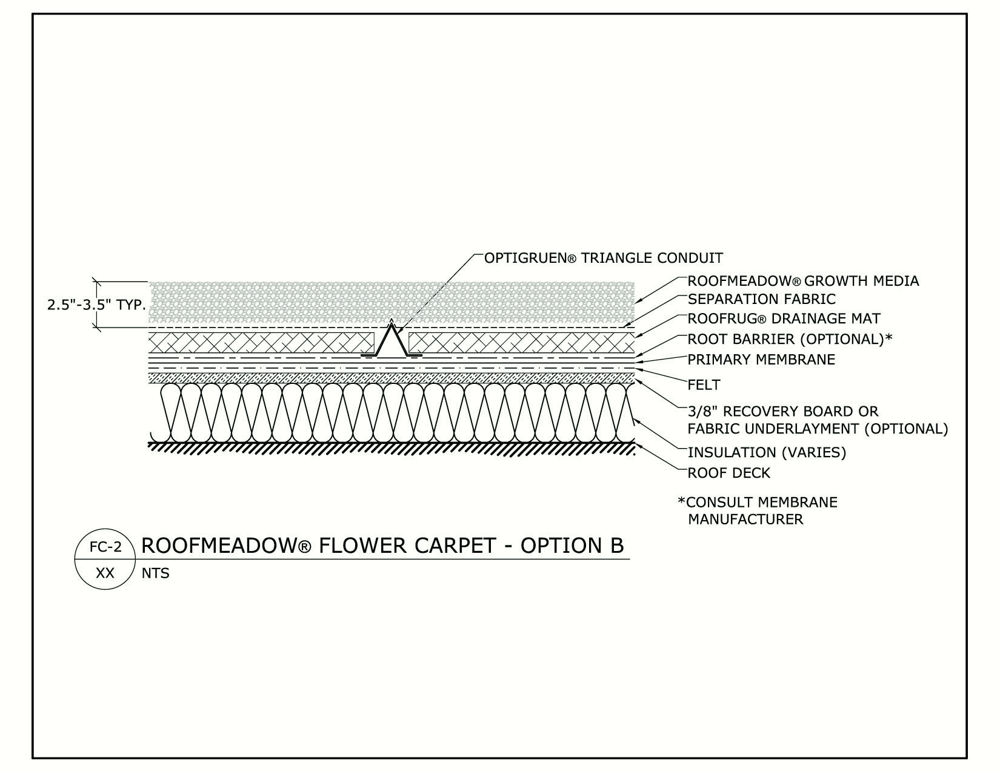 OPTIGRUEN® TRIANGLE CONDUIT
ROOFMEADOW® GROWTH MEDIA
SEPARATION FABRIC
2.5"-3.5" TYP.
ROOFRUG® DRAINAGE MAT
ROOT BARRIER (OPTIONAL)*
PRIMARY MEMBRANE
FELT
3/8" RECOVERY BOARD OR
FABRIC UNDERLAYMENT (OPTIONAL)
INSULATION (VARIES)
ROOF DECK
*CONSULT MEMBRANE
MANUFACTURER
FC-2
ROOFMEADOW® FLOWER CARPET - OPTION B
XX
NTS